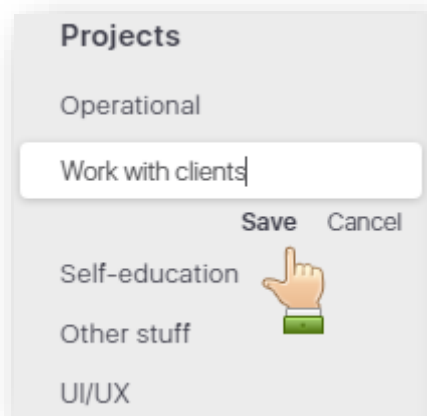 Projects
Operational
Work with clients
Save Cancel
Self-education
Other stuff
UI/UX